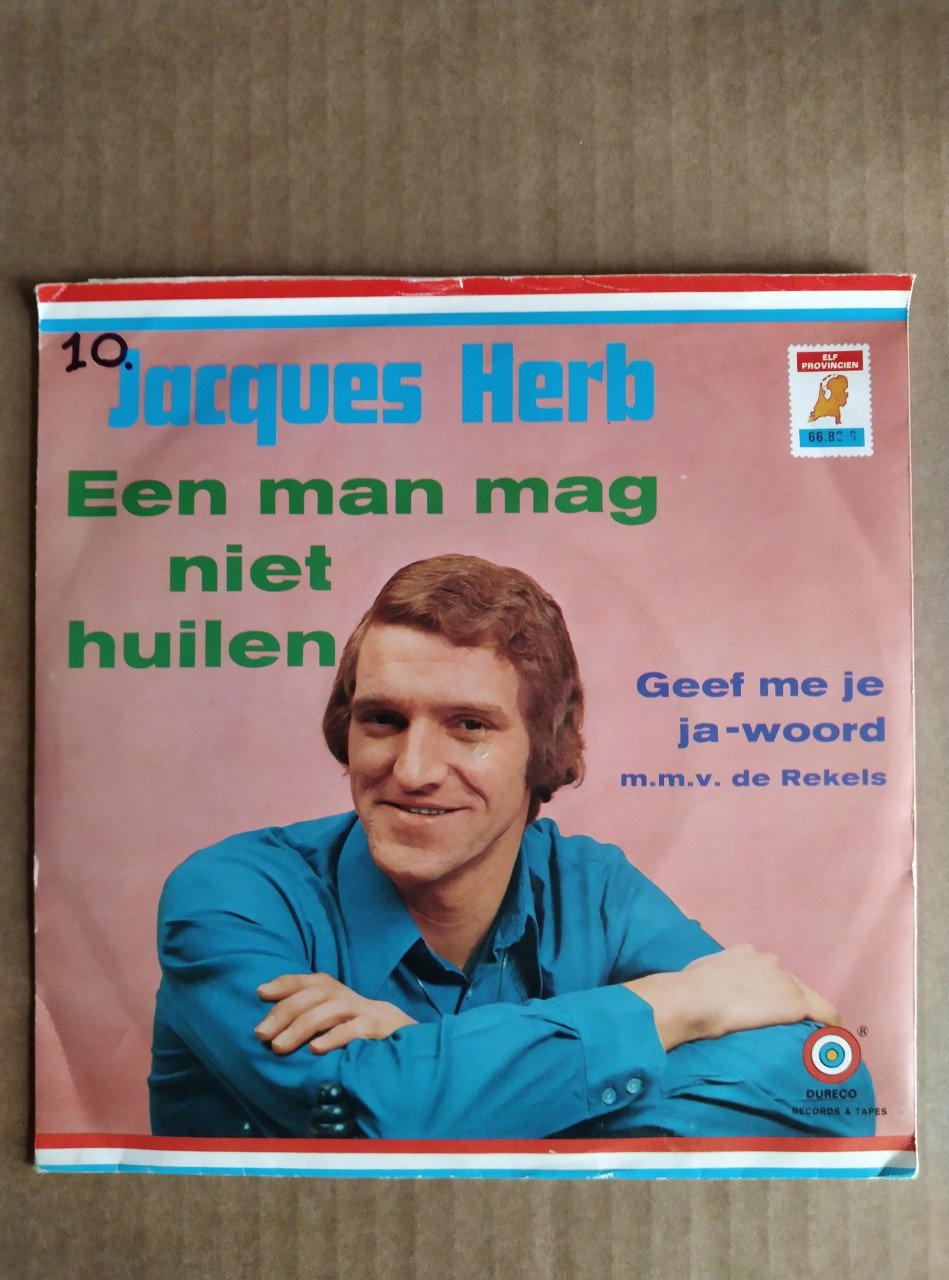 10.
Jacques Herb
ELF
PROVINCIEN
Een man mag
niet
huilen
Geef me je
ja-woord
m.m.v. de Rekels
®
DURECO
RECORDS & TAPES